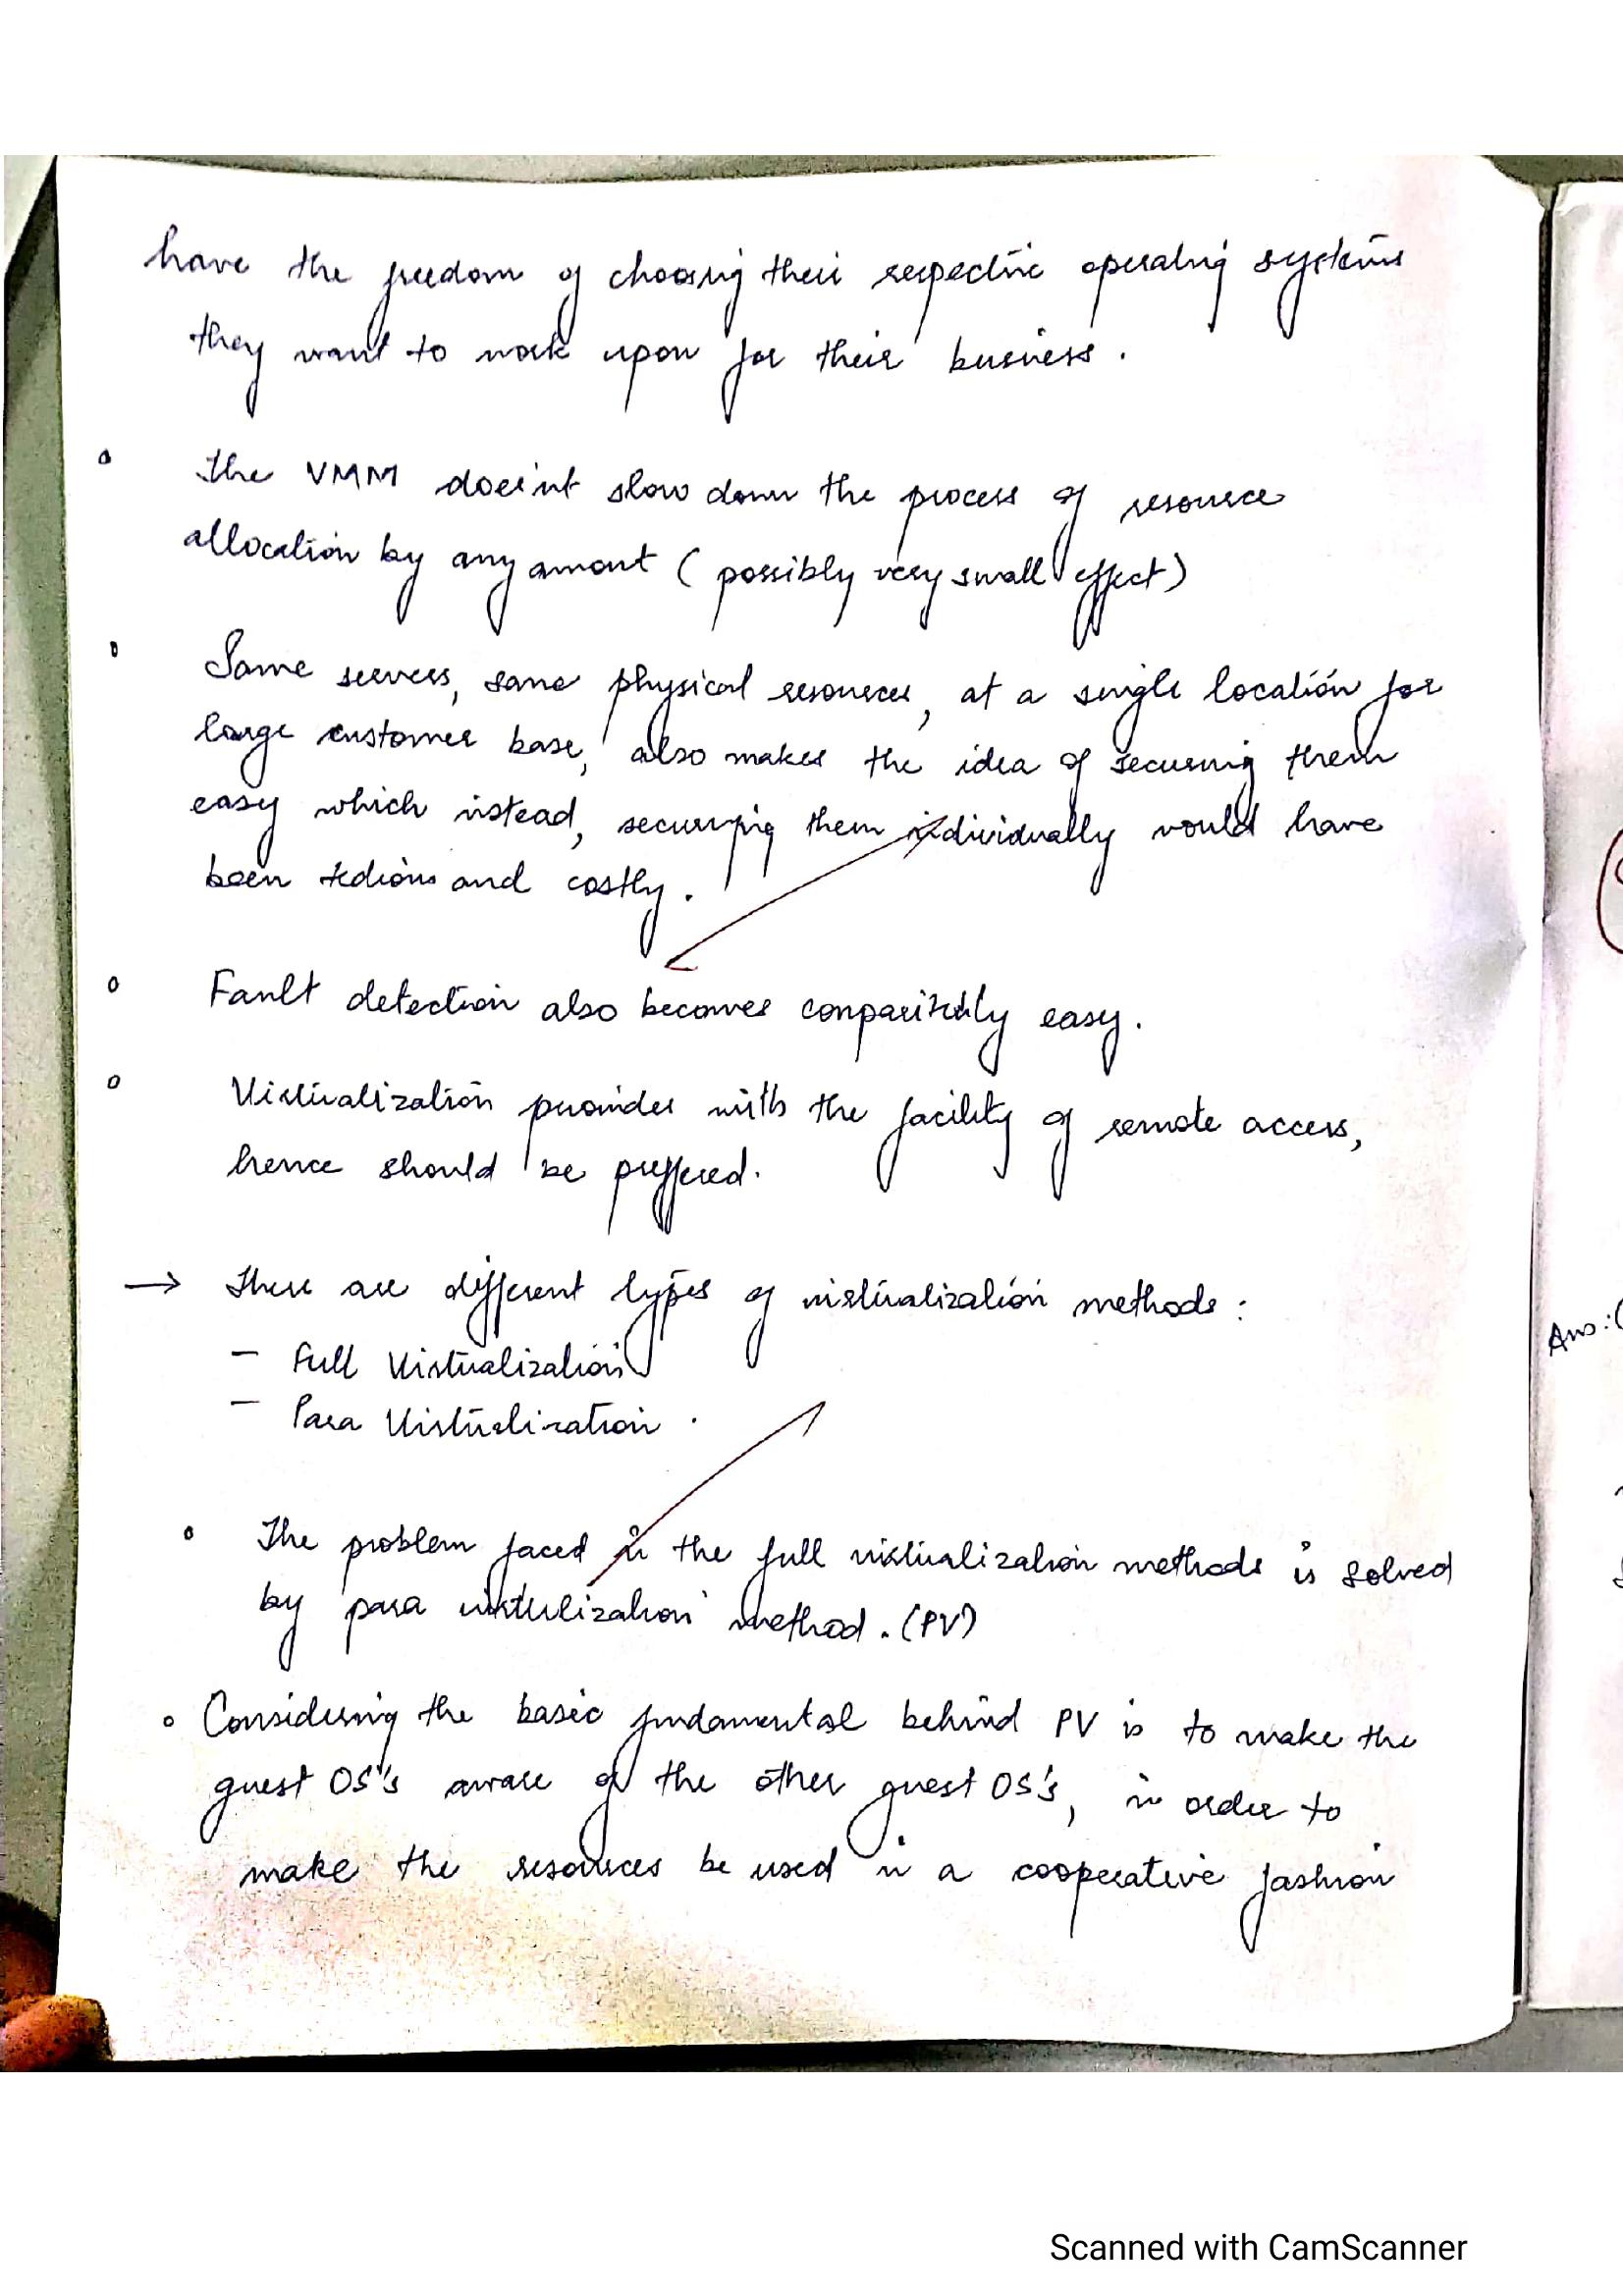 have the freedom of choosing their respective operating systems
they want to work upon for their business.
The VMM doesn't slow down the process of resource
allocation by any amount (possibly very small effect)
Same servers, same physical resources, at a single location for
large customer base, also makes the idea of securing them
easy which instead, securing them individually would have
been tedious and costly.
Fault detection also becomes easy.
Virtualization provides with the facility of remote access,
hence should be preffered.
→ There are different types of virtualization methods:
- Full Virtualization
- Para Virtulization.
The problem faced in the full virtualization methods is solved
by para virtulization method. (PV)
Considering the basic fundamental behind PV is to make the
guest OS's aware of the other guest OS's, in order to
make the resources be used in a cooperative fashion
Ans:(
Scanned with CamScanner